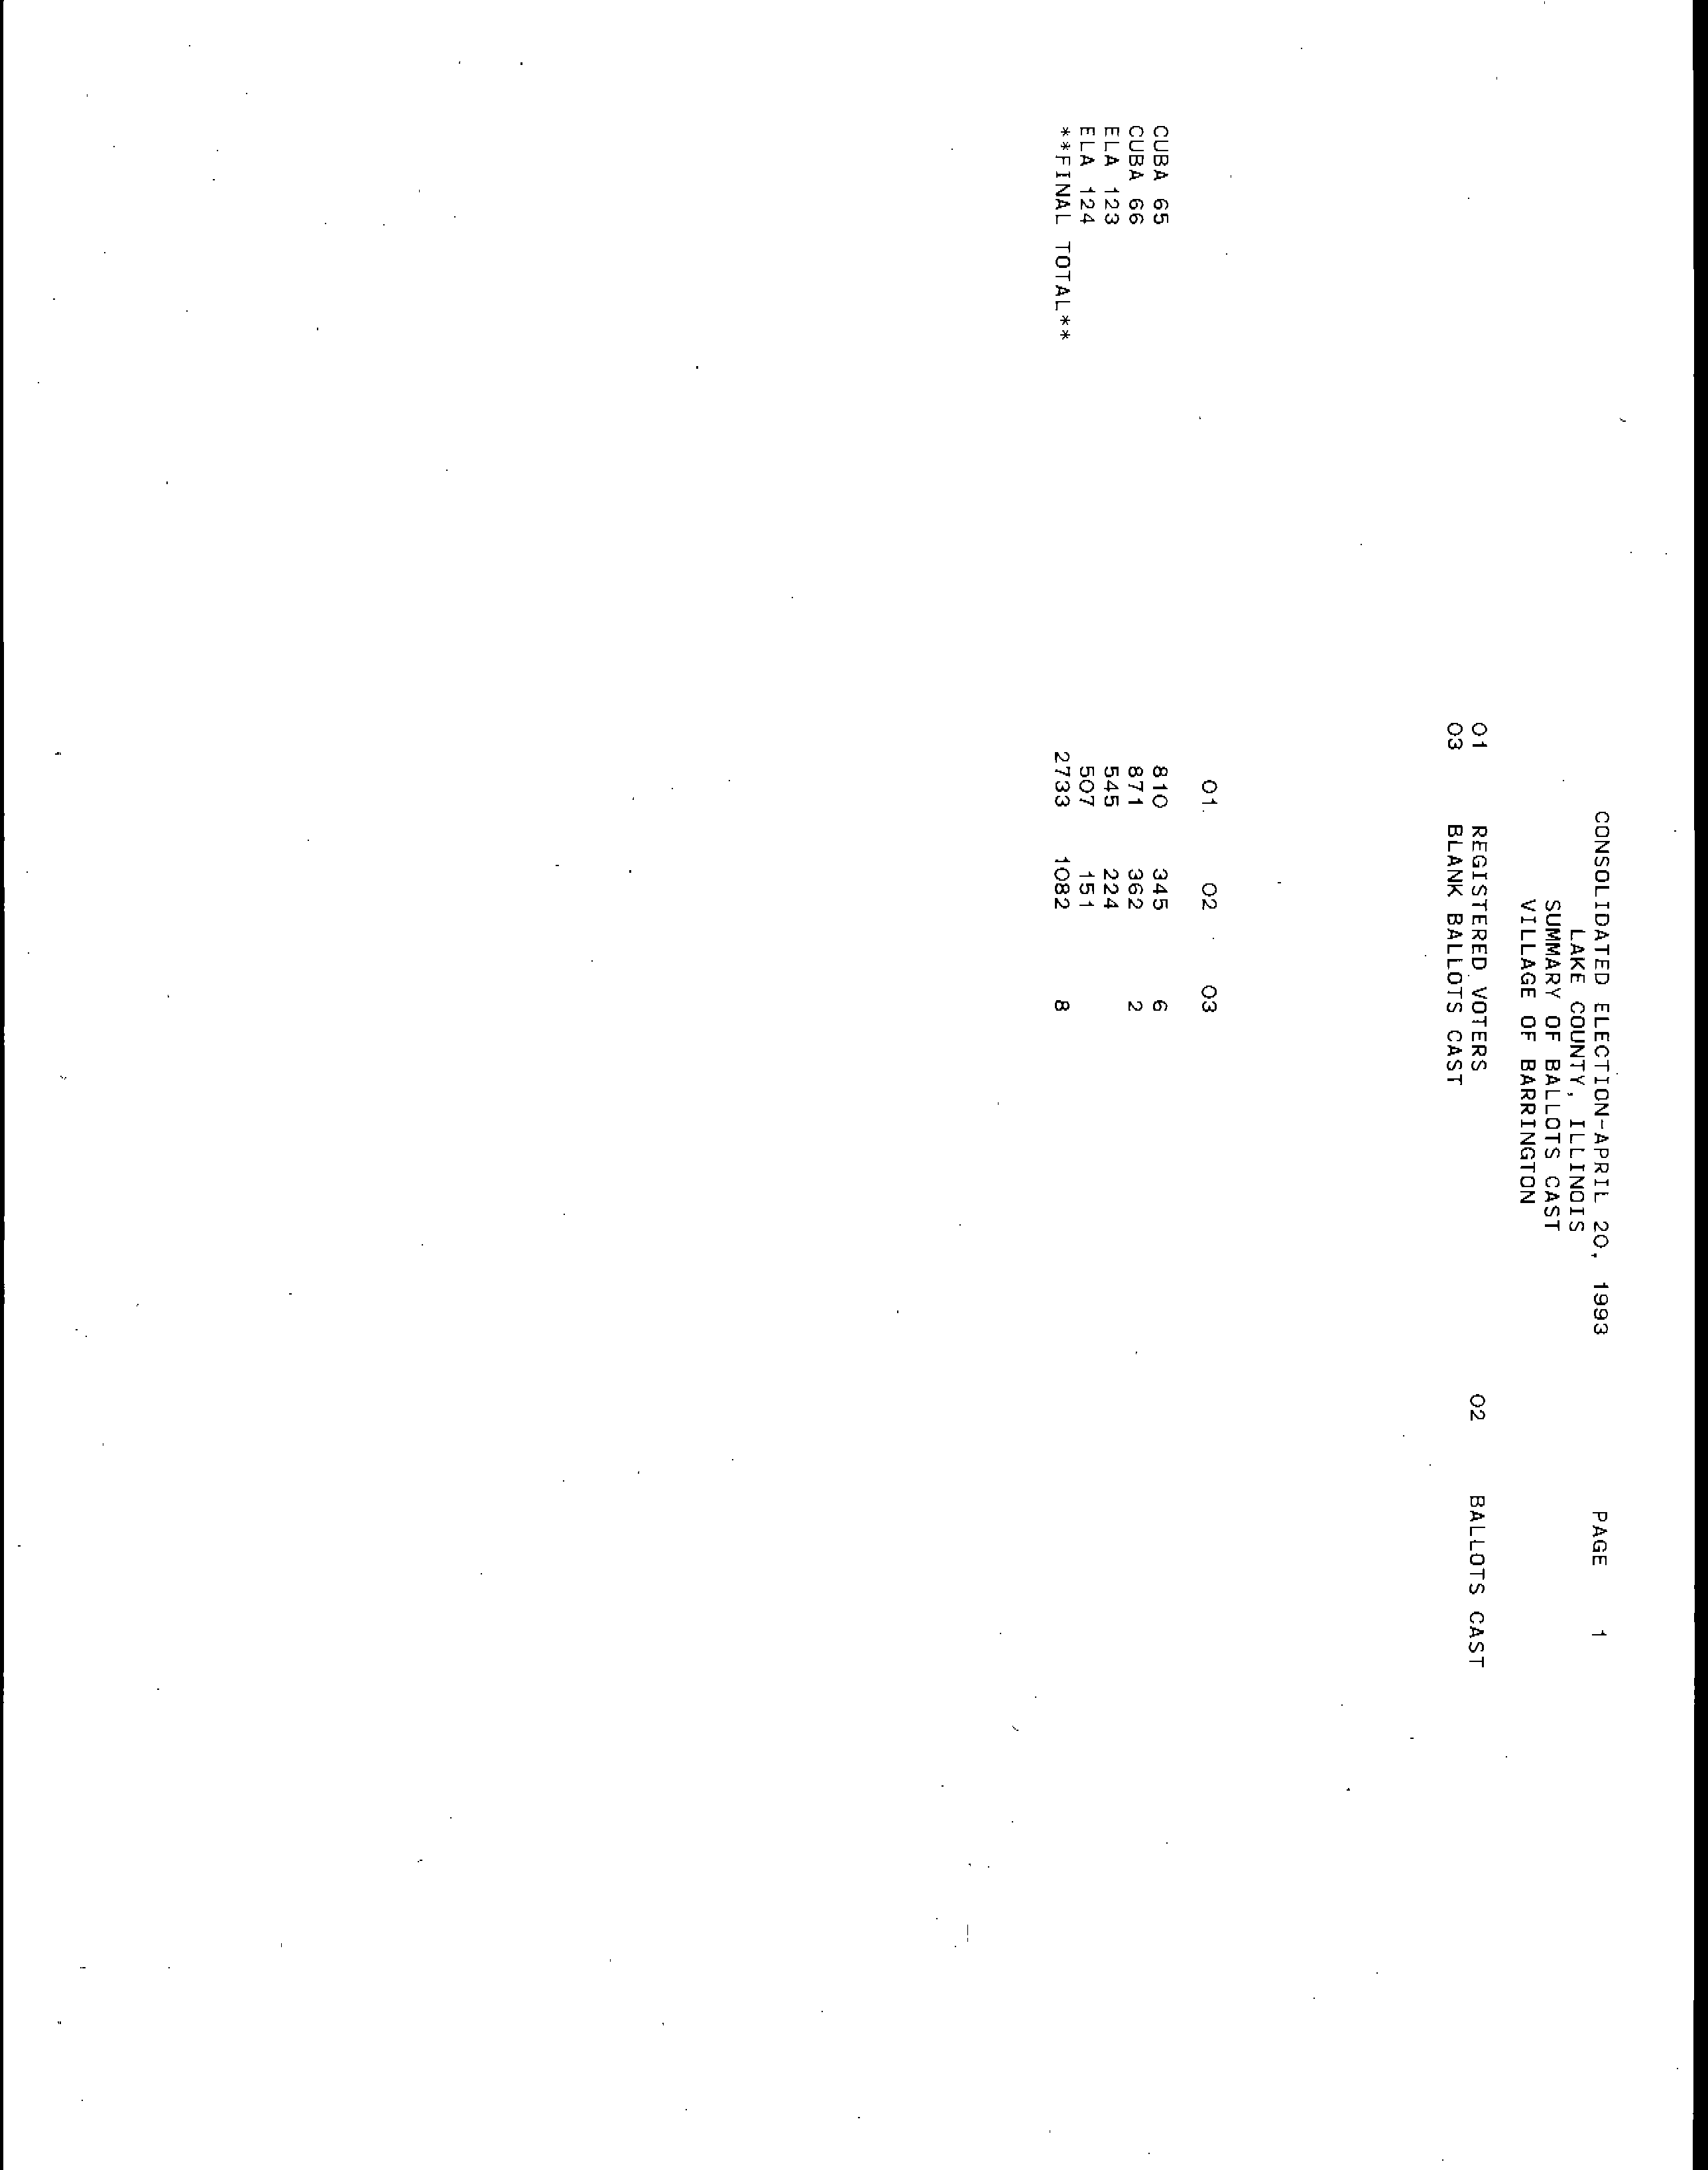 CONSOLIDATED ELECTION-APRIL 20, 1993 PAGE 1
LAKE COUNTY, ILLINOIS
SUMMARY OF BALLOTS CAST
VILLAGE OF BARRINGTON
01 REGISTERED VOTERS 02 BALLOTS CAST
03 BLANK BALLOTS CAST
01 02 03
CUBA 65 810 345 6
CUBA 66 871 362 2
ELA 123 545 224
ELA 124 507 151
**FINAL TOTAL** 2733 1082 8